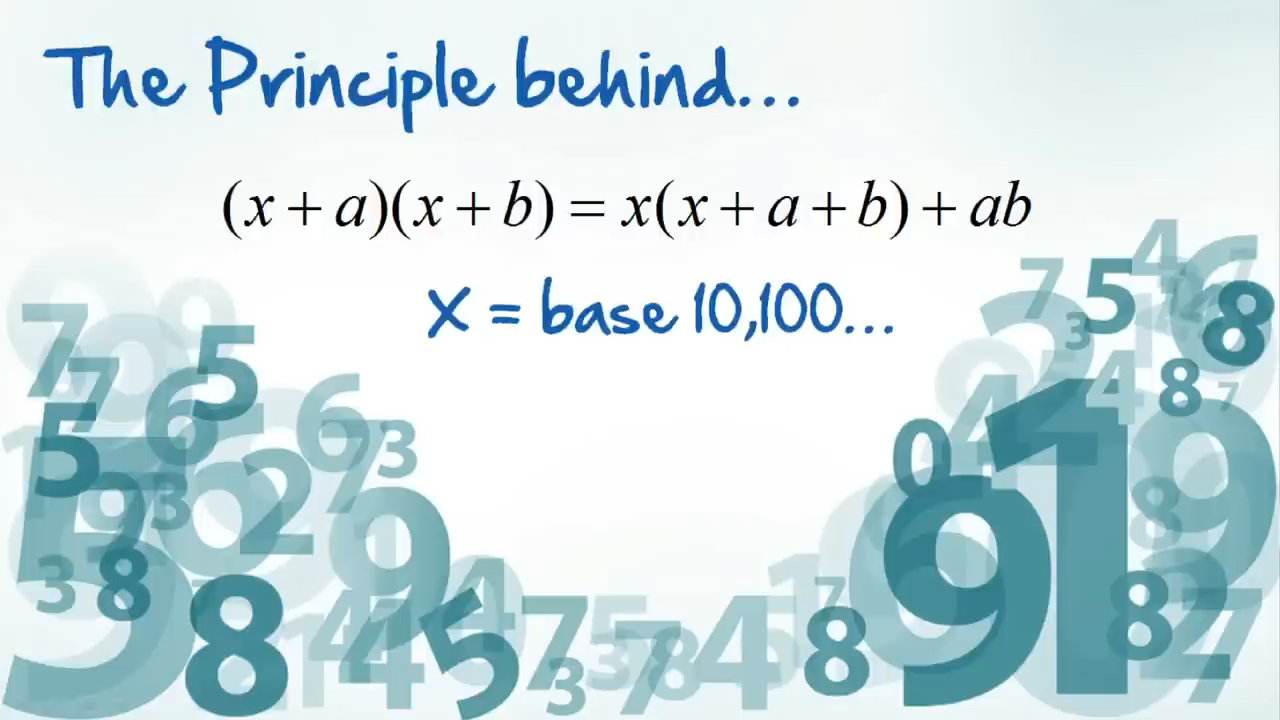 The Principle behind...
(x + a)(x + b) = x(x + a + b) + ab
X = base 10,100...